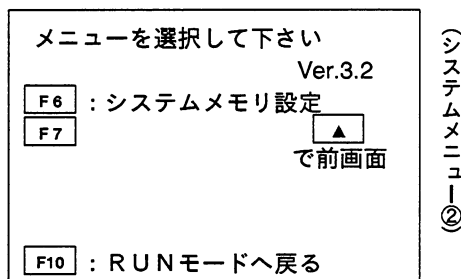 メニューを選択して下さい
Ver.3.2
F6 :システムメモリ設定
F7
▲
で前画面
F10 :RUNモードへ戻る
(システムメニュー②)